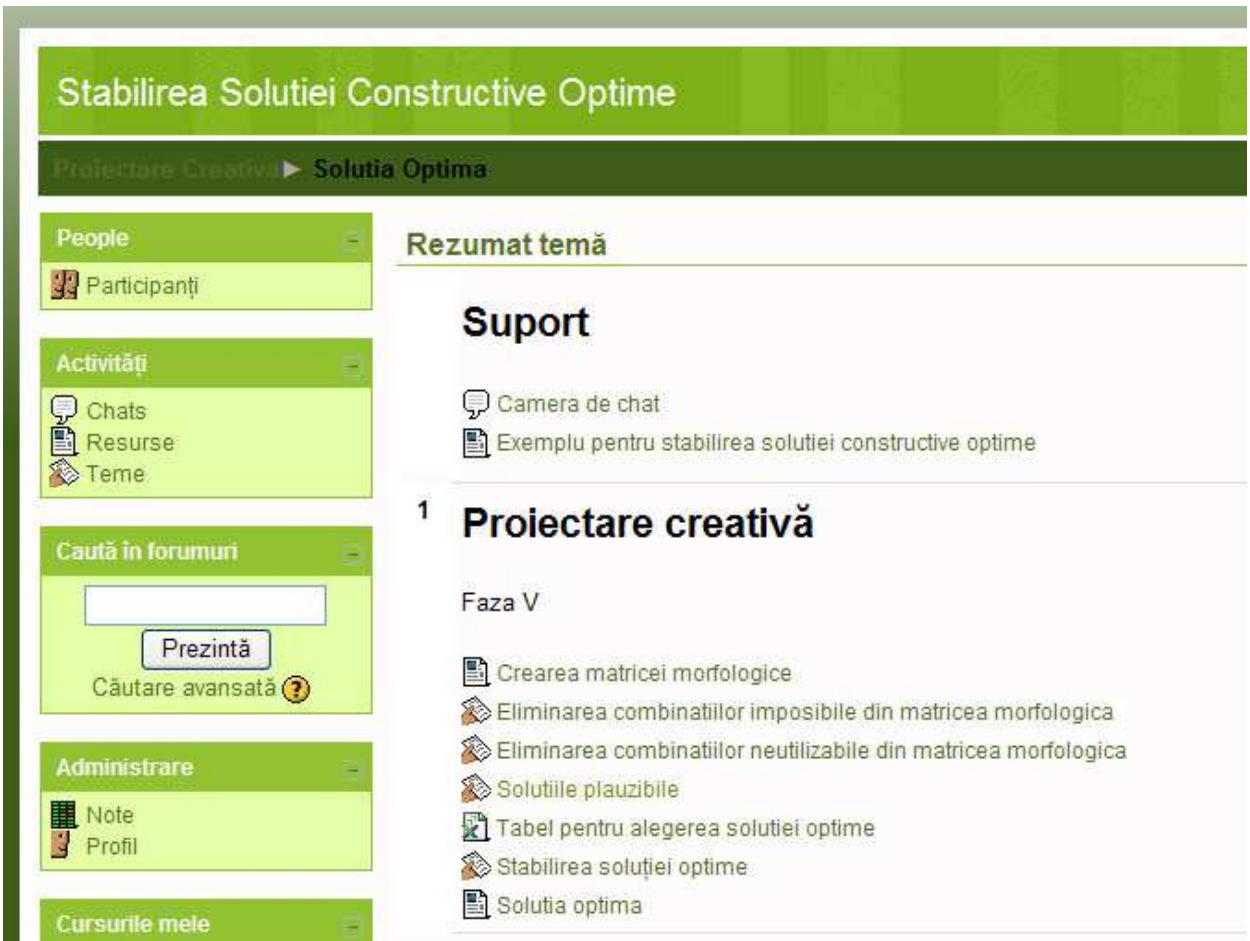 Stabilirea Solutiei Constructive Optime
Proiectare Creativa► Solutia Optima
People
Participanți
Activități
Chats
Resurse
Teme
Caută în forumuri
Prezintă
Căutare avansată
Administrare
Note
Profil
Cursurile mele
Rezumat temă
Suport
Camera de chat
Exemplu pentru stabilirea solutiei constructive optime
1
Proiectare creativă
Faza V
Crearea matricei morfologice
Eliminarea combinatiilor imposibile din matricea morfologica
Eliminarea combinatiilor neutilizabile din matricea morfologica
Solutiile plauzibile
Tabel pentru alegerea solutiei optime
Stabilirea soluției optime
Solutia optima